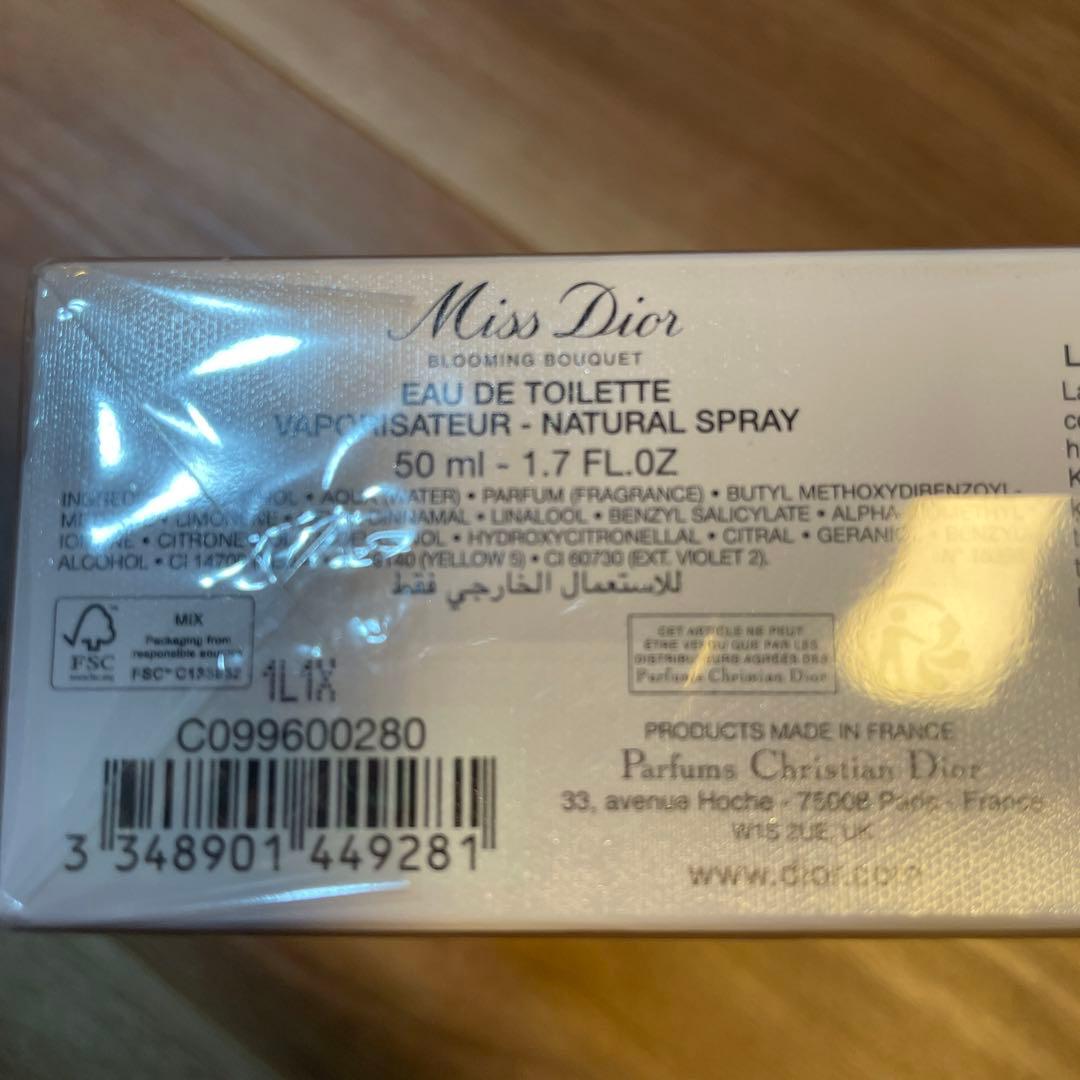 Miss Dior
BLOOMING BOUQUET
EAU DE TOILETTE
VAPORISATEUR - NATURAL SPRAY
50 ml - 1.7 FL.OZ
• AQUA (WATER) • PARFUM (FRAGRANCE) • BUTYL METHOXYDIBENZOYL-
• LINALOOL • BENZYL SALICYLATE •
• HYDROXYCITRONELLAL • CITRAL •
ALCOHOL • (YELLOW 5) • CI 60730 (EXT. VIOLET 2).
للاستعمال الخارجي فقط
FSC
MIX
Packaging from
responsible
FSC™
1L1X
CET ARTICLE NE PEUT
ÊTRE VENDU QUE PAR LES
DISTRIBUTEURS AGRÉÉS DES
Parfums Christian Dior
C099600280
3 348901 449281
PRODUCTS MADE IN FRANCE
Parfums Christian Dior
33, avenue Hoche - 75008 Paris - France
W1S 2UE, UK
www.dior.com